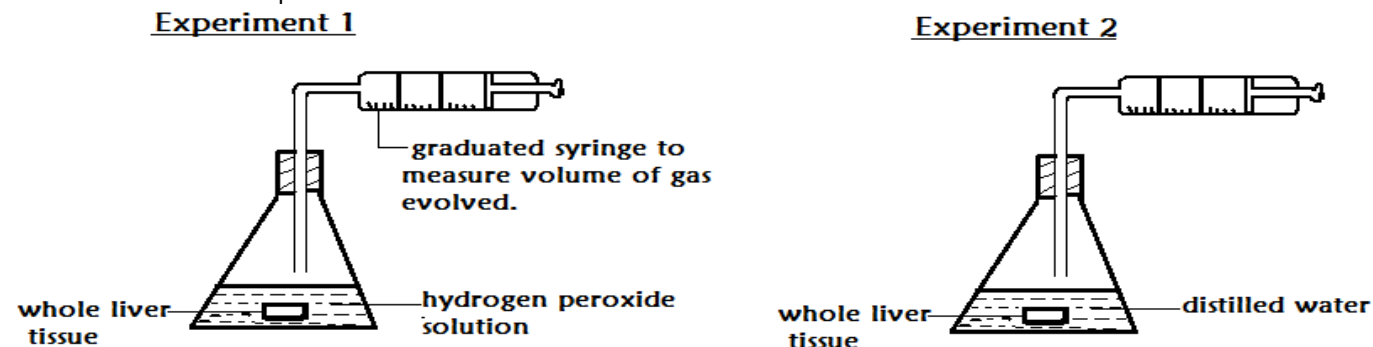 Experiment 1
graduated syringe to
measure volume of gas
evolved.
whole liver
tissue
hydrogen peroxide
solution
Experiment 2
whole liver
tissue
distilled water